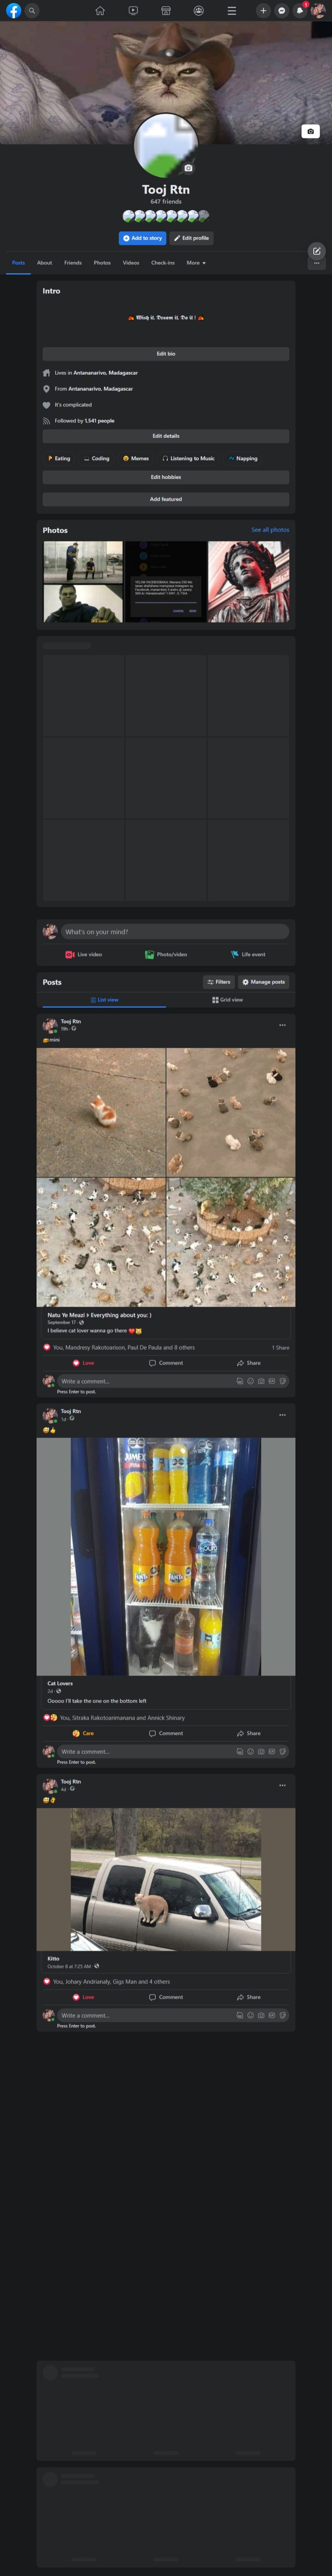 1
Tooj Rtn
647 friends
Add to story
Edit profile
Posts
About
Friends
Photos
Videos
Check-ins
More
Intro
🍁 𝖂𝖎𝖘𝖍 𝖎𝖙, 𝕯𝖗𝖊𝖆𝖒 𝖎𝖙, 𝕯𝖔 𝖎𝖙 ! 🍁
Edit bio
Lives in Antananarivo, Madagascar
From Antananarivo, Madagascar
It's complicated
Followed by 1,541 people
Edit details
Eating
Coding
Memes
Listening to Music
Napping
Edit hobbies
Add featured
Photos
See all photos
What's on your mind?
Live video
Photo/video
Life event
Posts
Filters
Manage posts
List view
Grid view
Tooj Rtn
19h
mini
Natu Ye Meazi ▸ Everything about you: )
September 17
I believe cat lover wanna go there ❤😻
You, Mandresy Rakotoarison, Paul De Paula and 8 others
1 Share
Love
Comment
Share
Write a comment...
Press Enter to post.
Tooj Rtn
1d
FANTA
FANTA
Cat Lovers
2d
Ooooo I'll take the one on the bottom left
You, Sitraka Rakotoarimanana and Annick Shinary
Care
Comment
Share
Write a comment...
Press Enter to post.
Tooj Rtn
4d
Kitto
October 8 at 7:25 AM
You, Johary Andrianaly, Gigs Man and 4 others
Love
Comment
Share
Write a comment...
Press Enter to post.